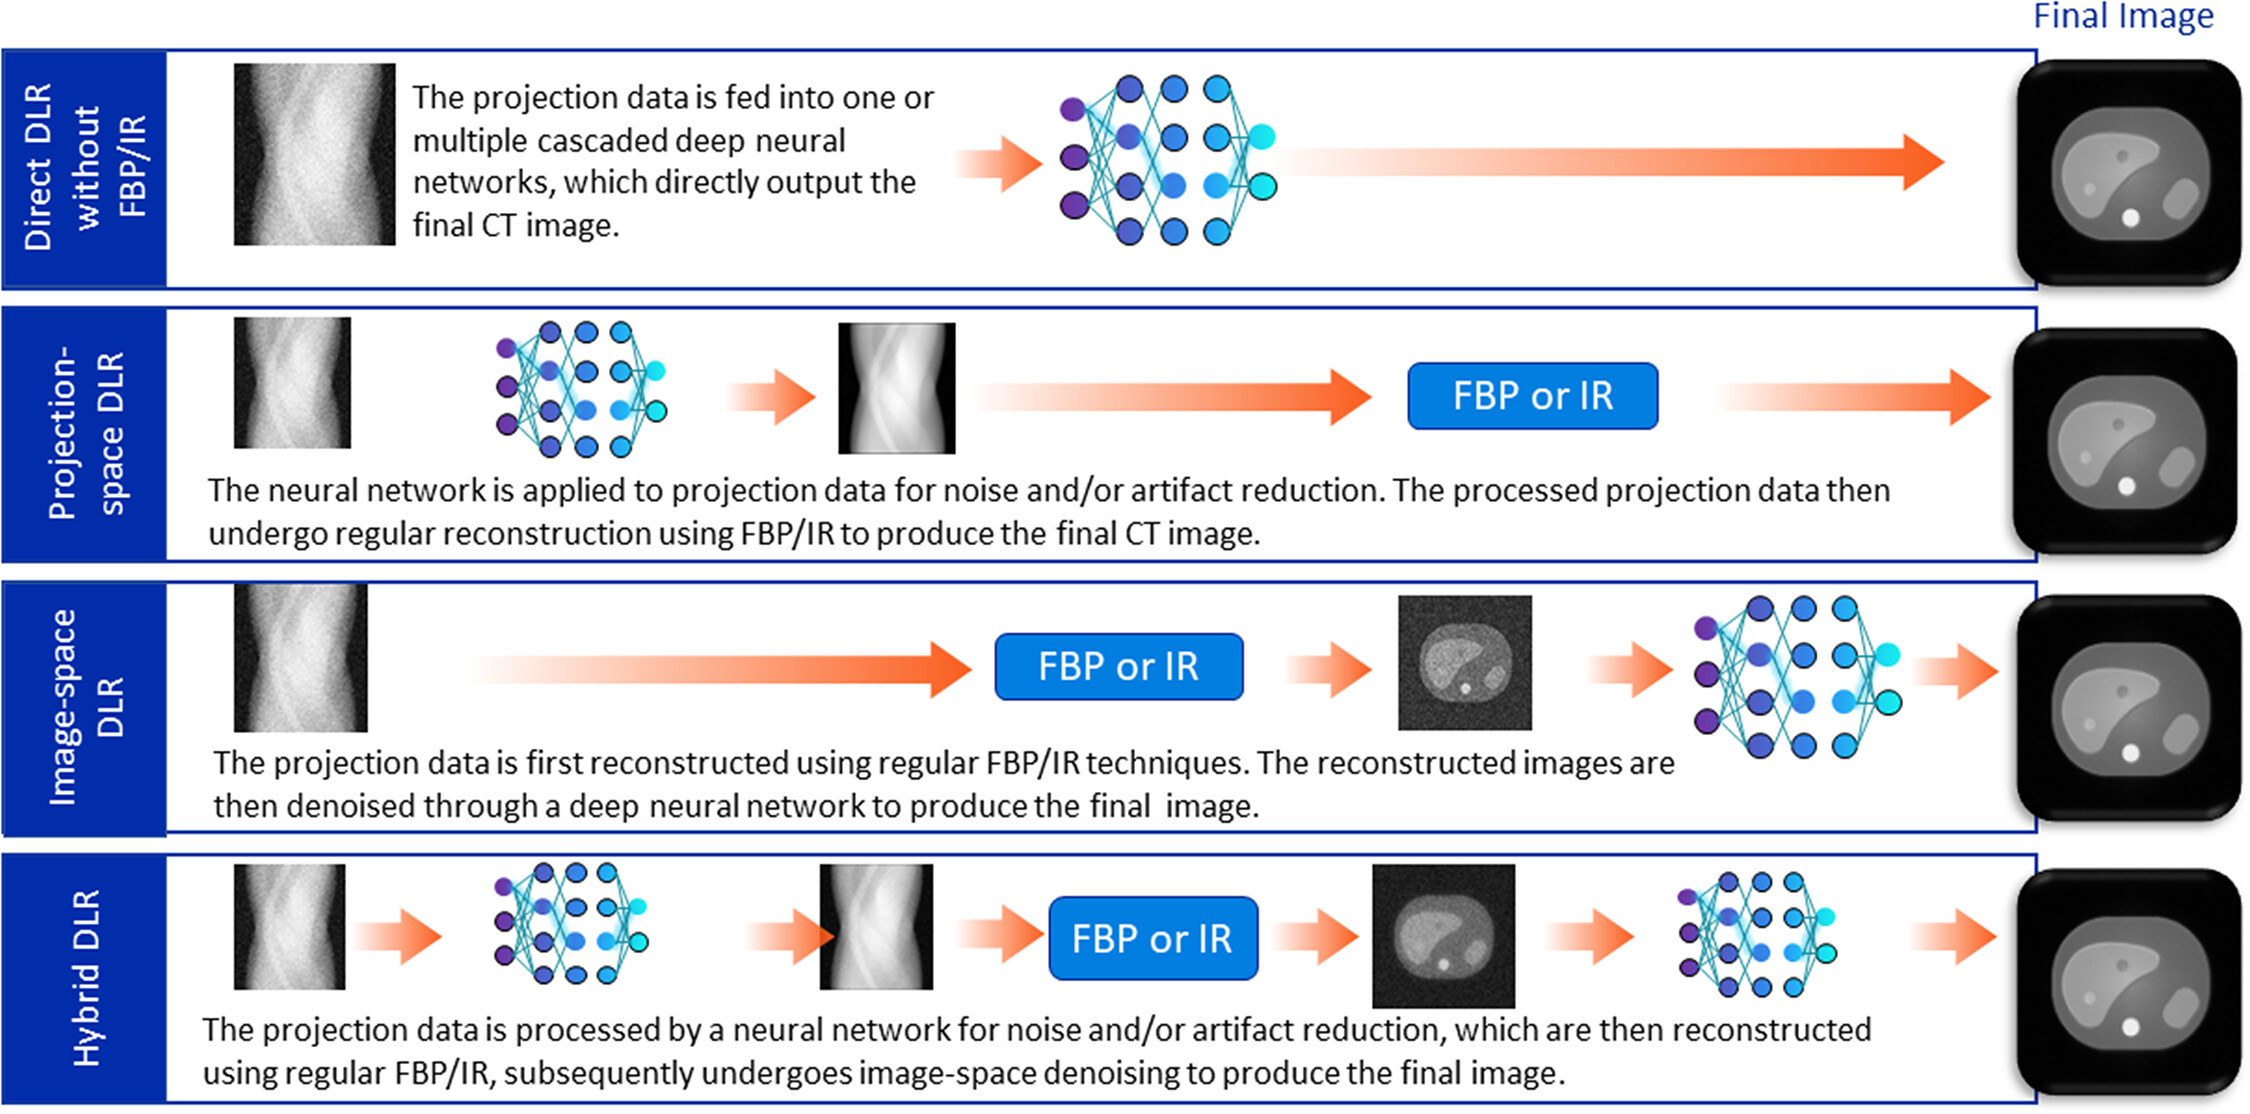 Final Image
Direct DLR
without
FBP/IR
The projection data is fed into one or
multiple cascaded deep neural
networks, which directly output the
final CT image.
Projection-
space DLR
FBP or IR
The neural network is applied to projection data for noise and/or artifact reduction. The processed projection data then
undergo regular reconstruction using FBP/IR to produce the final CT image.
Image-space
DLR
FBP or IR
The projection data is first reconstructed using regular FBP/IR techniques. The reconstructed images are
then denoised through a deep neural network to produce the final image.
Hybrid DLR
FBP or IR
The projection data is processed by a neural network for noise and/or artifact reduction, which are then reconstructed
using regular FBP/IR, subsequently undergoes image-space denoising to produce the final image.